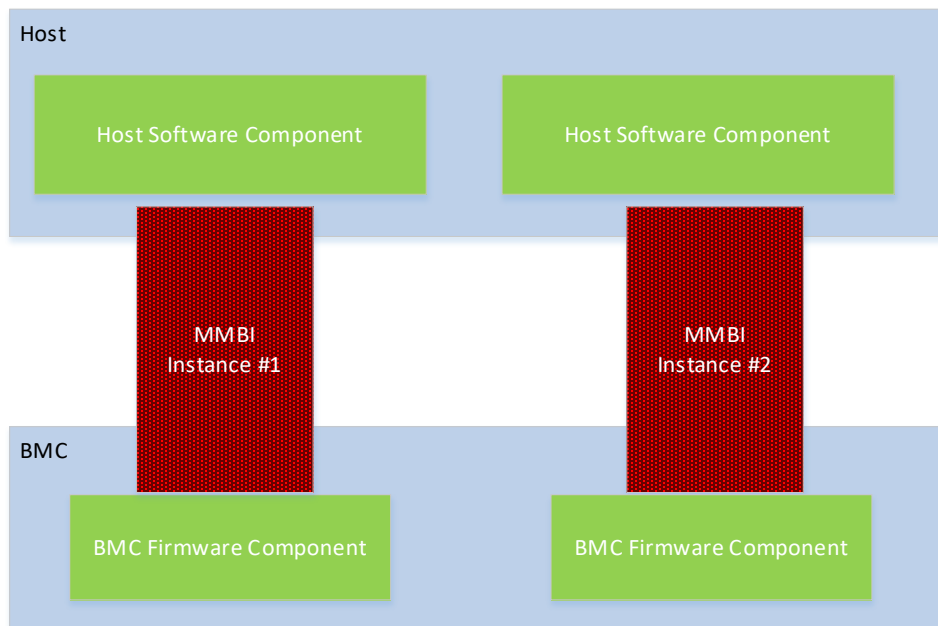 Host
Host Software Component
Host Software Component
MMBI
Instance #1
MMBI
Instance #2
BMC
BMC Firmware Component
BMC Firmware Component